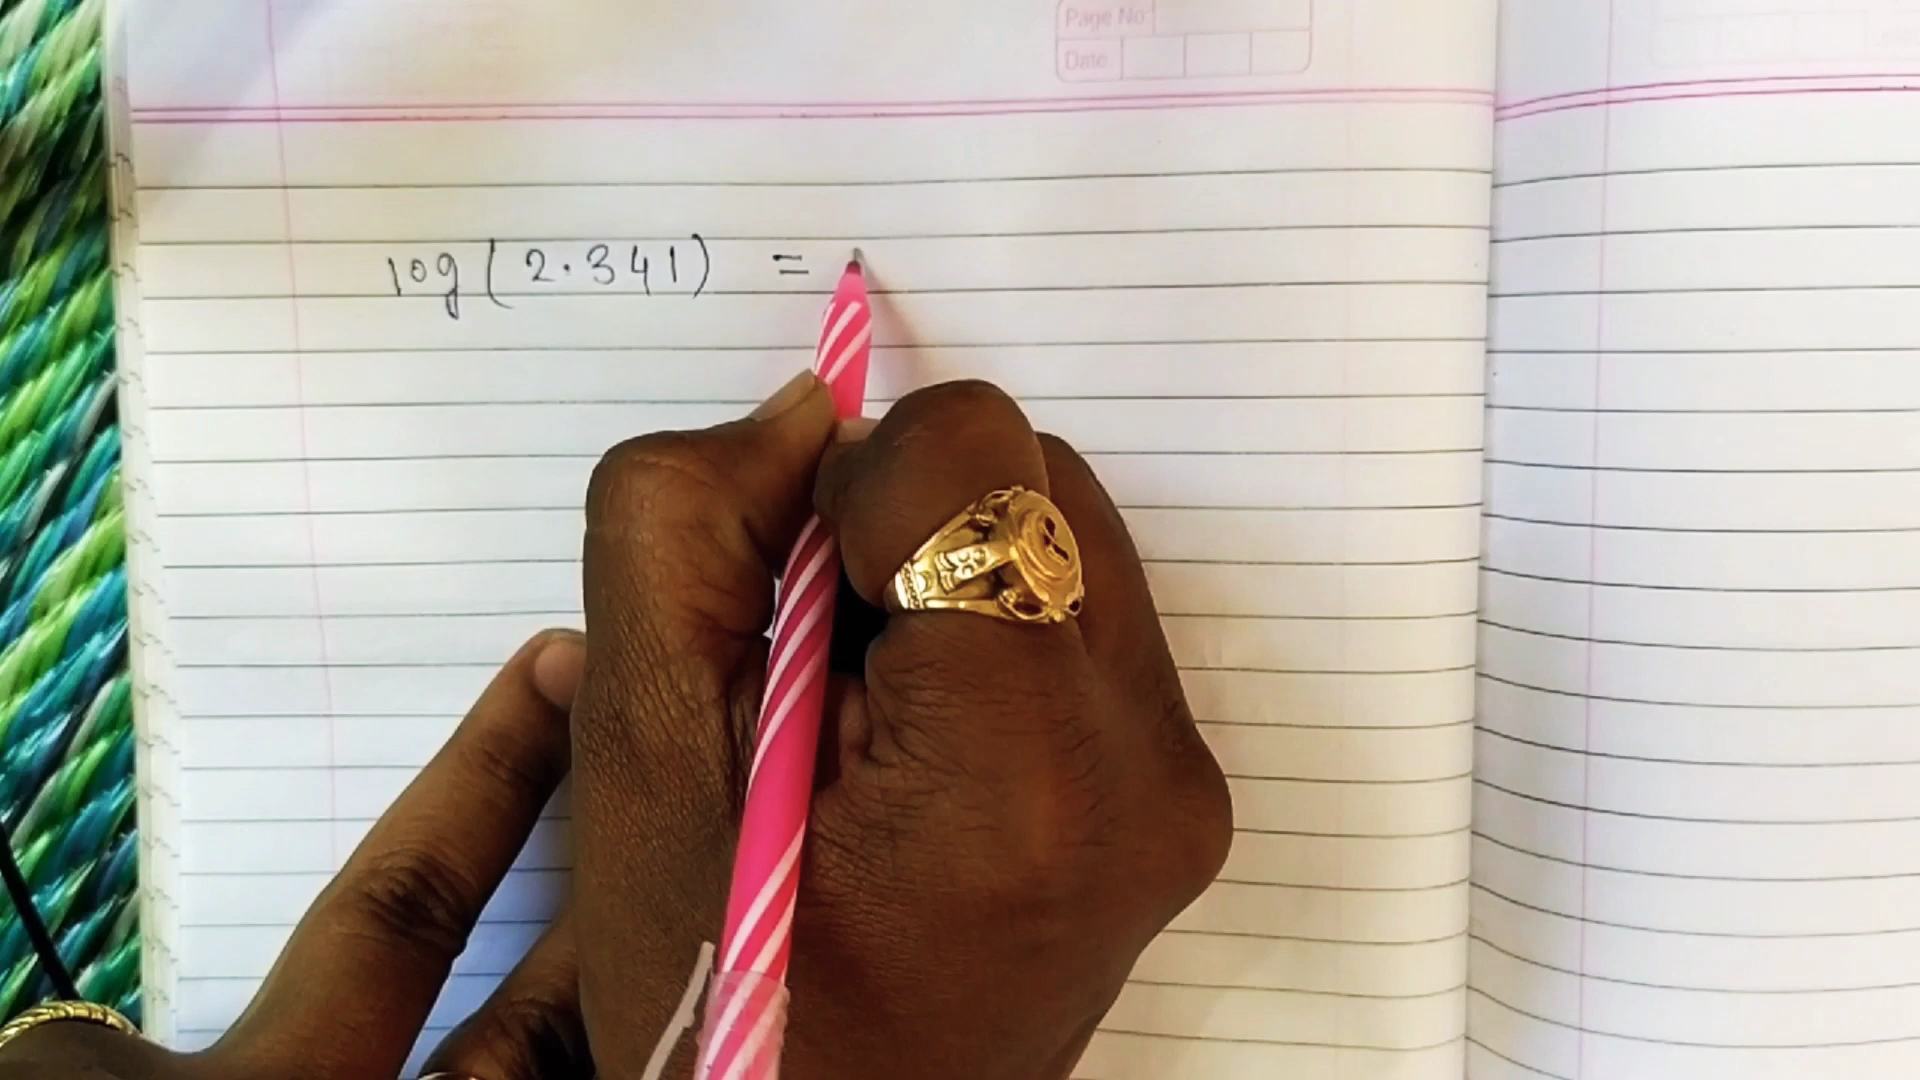 Page No
Date
log (2.341) =